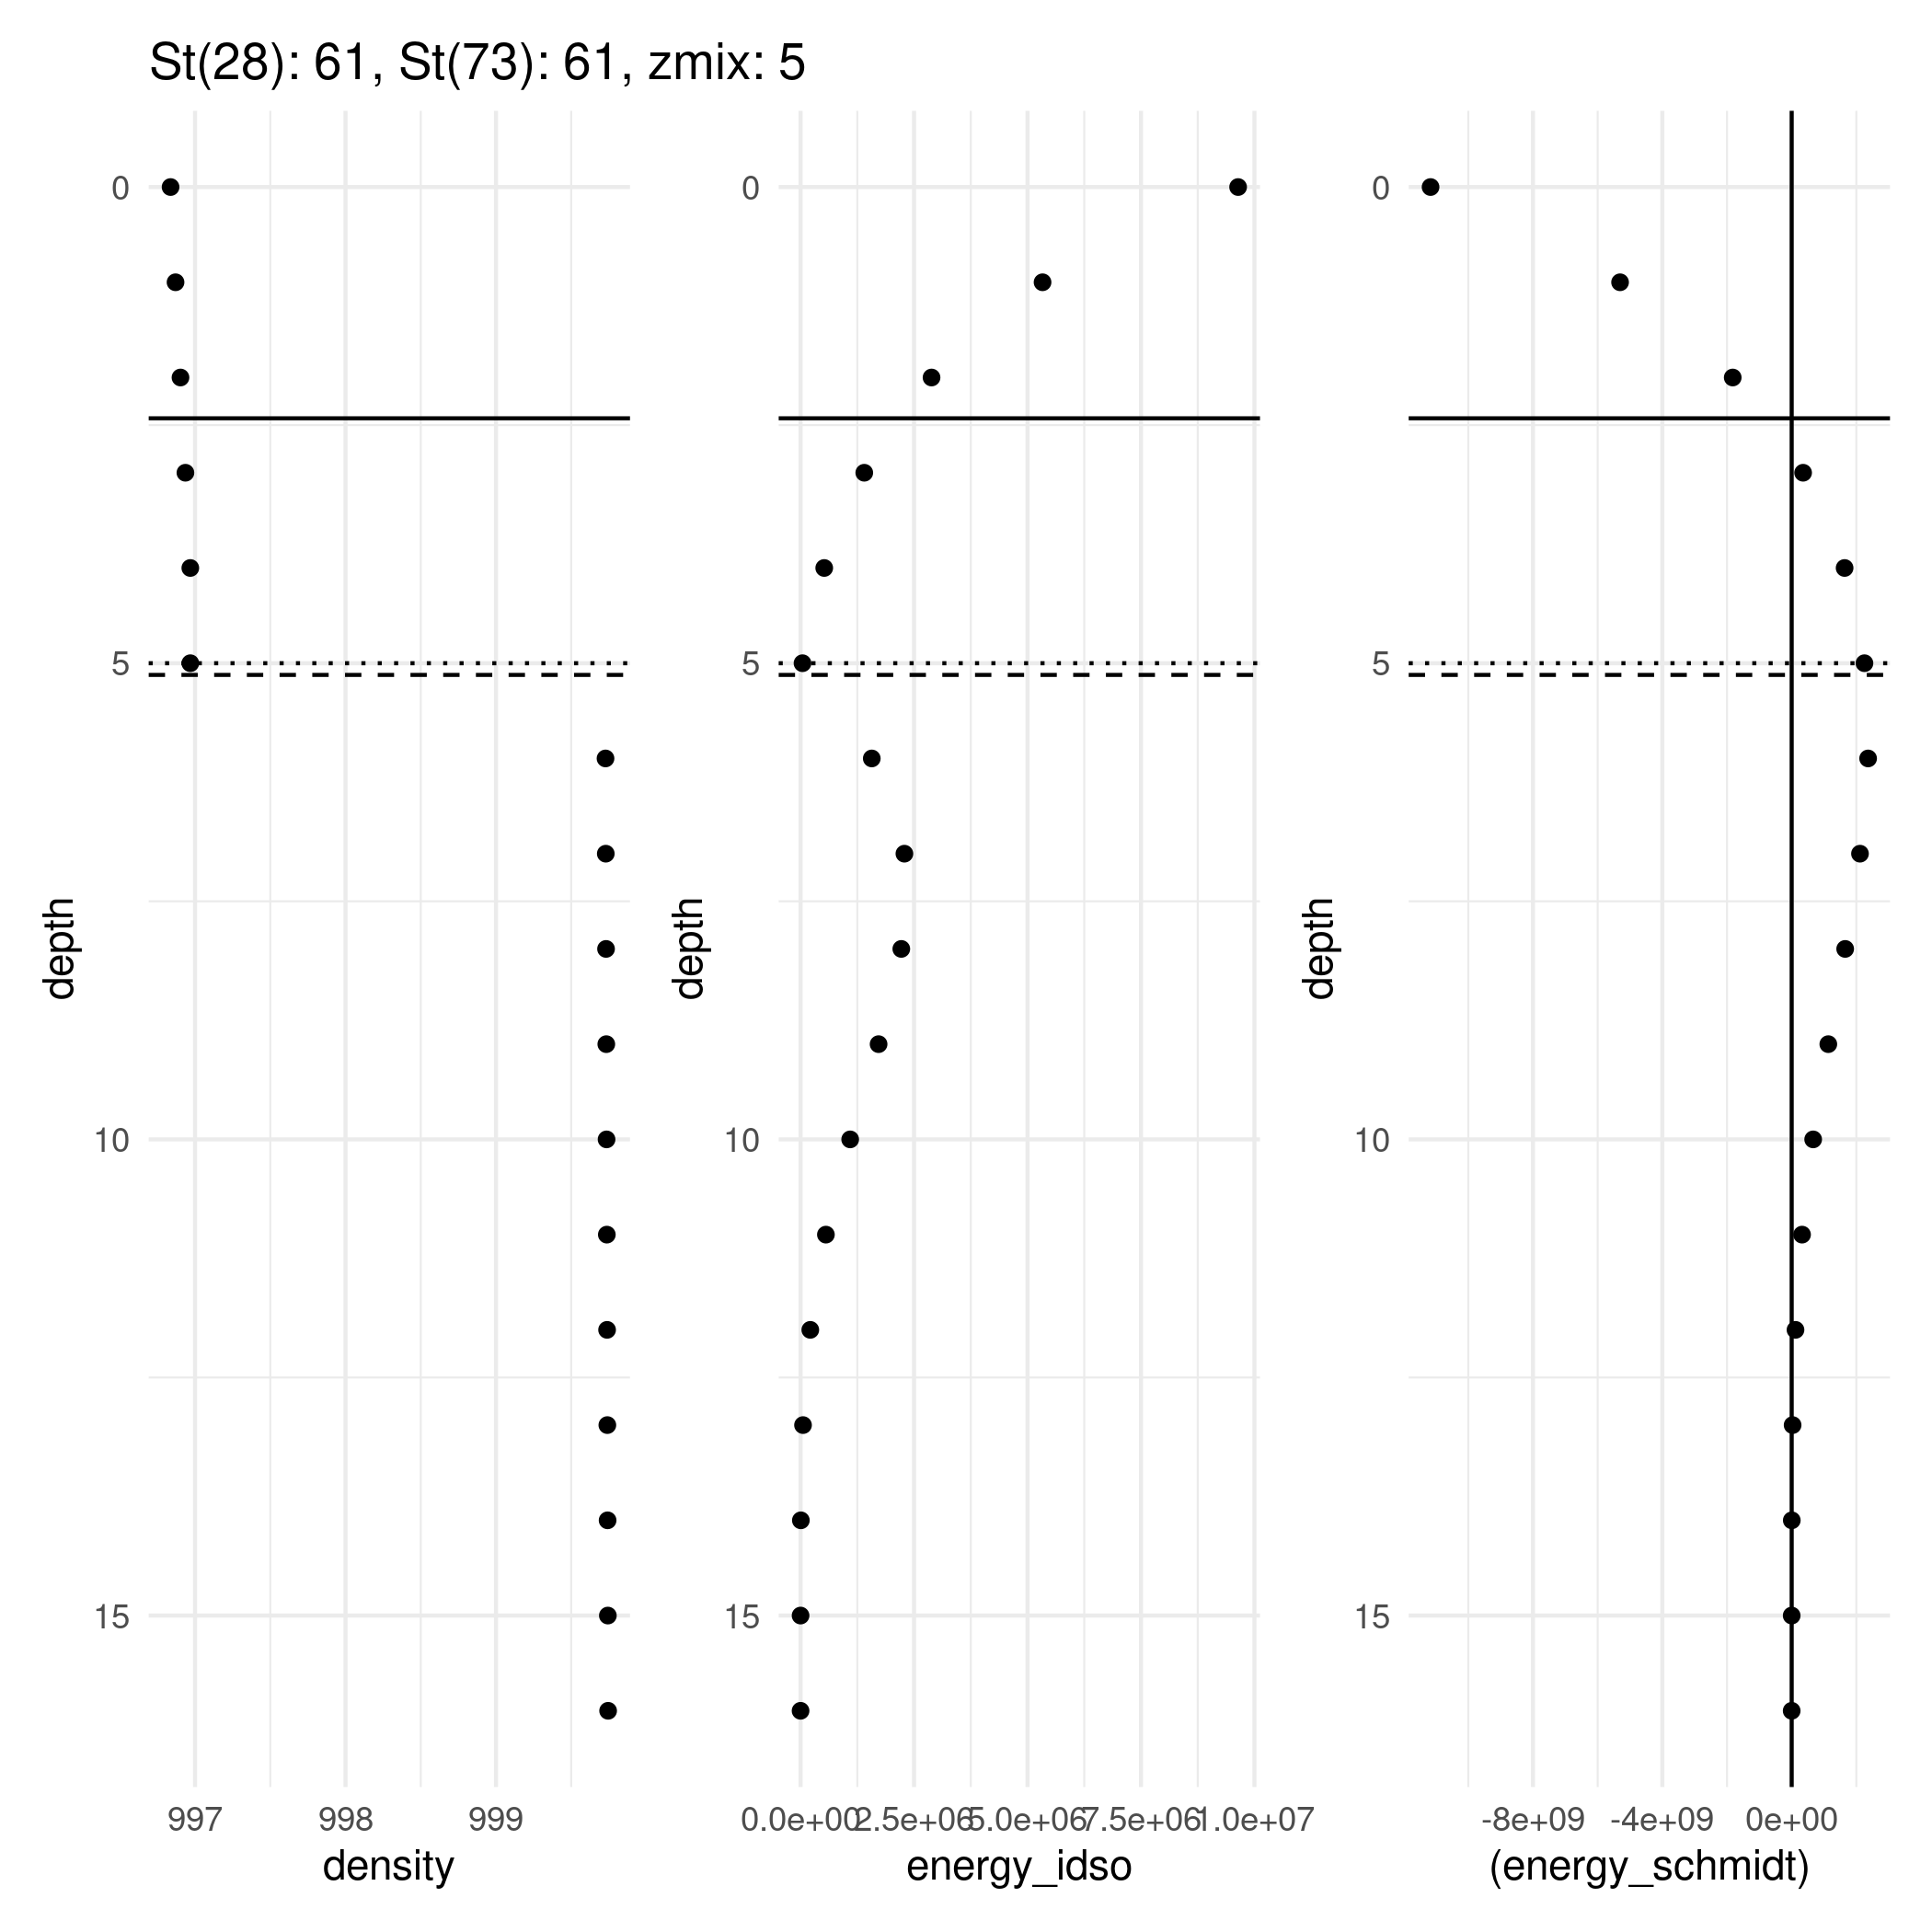 St(28): 61, St(73): 61, zmix: 5
0
5
10
15
depth
997 998 999
density
0
5
10
15
depth
0.0e+00 2.5e+06 5.0e+06 7.5e+06 1.0e+07
energy_idso
0
5
10
15
depth
-8e+09 -4e+09 0e+00
(energy_schmidt)